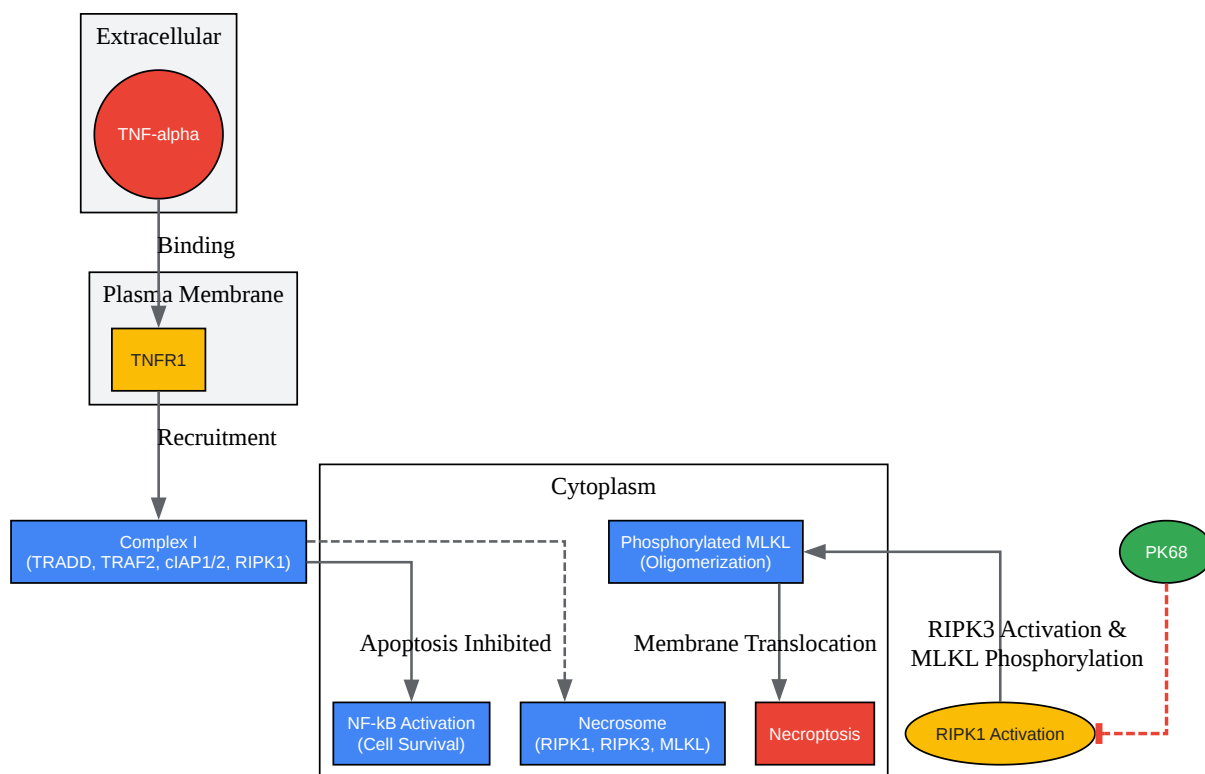 Extracellular
TNF-alpha
Binding
Plasma Membrane
TNFR1
Recruitment
Cytoplasm
Complex I
(TRADD, TRAF2, cIAP1/2, RIPK1)
Phosphorylated MLKL
(Oligomerization)
PK68
Apoptosis Inhibited
Membrane Translocation
RIPK3 Activation &
MLKL Phosphorylation
NF-kB Activation
(Cell Survival)
Necrosome
(RIPK1, RIPK3, MLKL)
Necroptosis
RIPK1 Activation